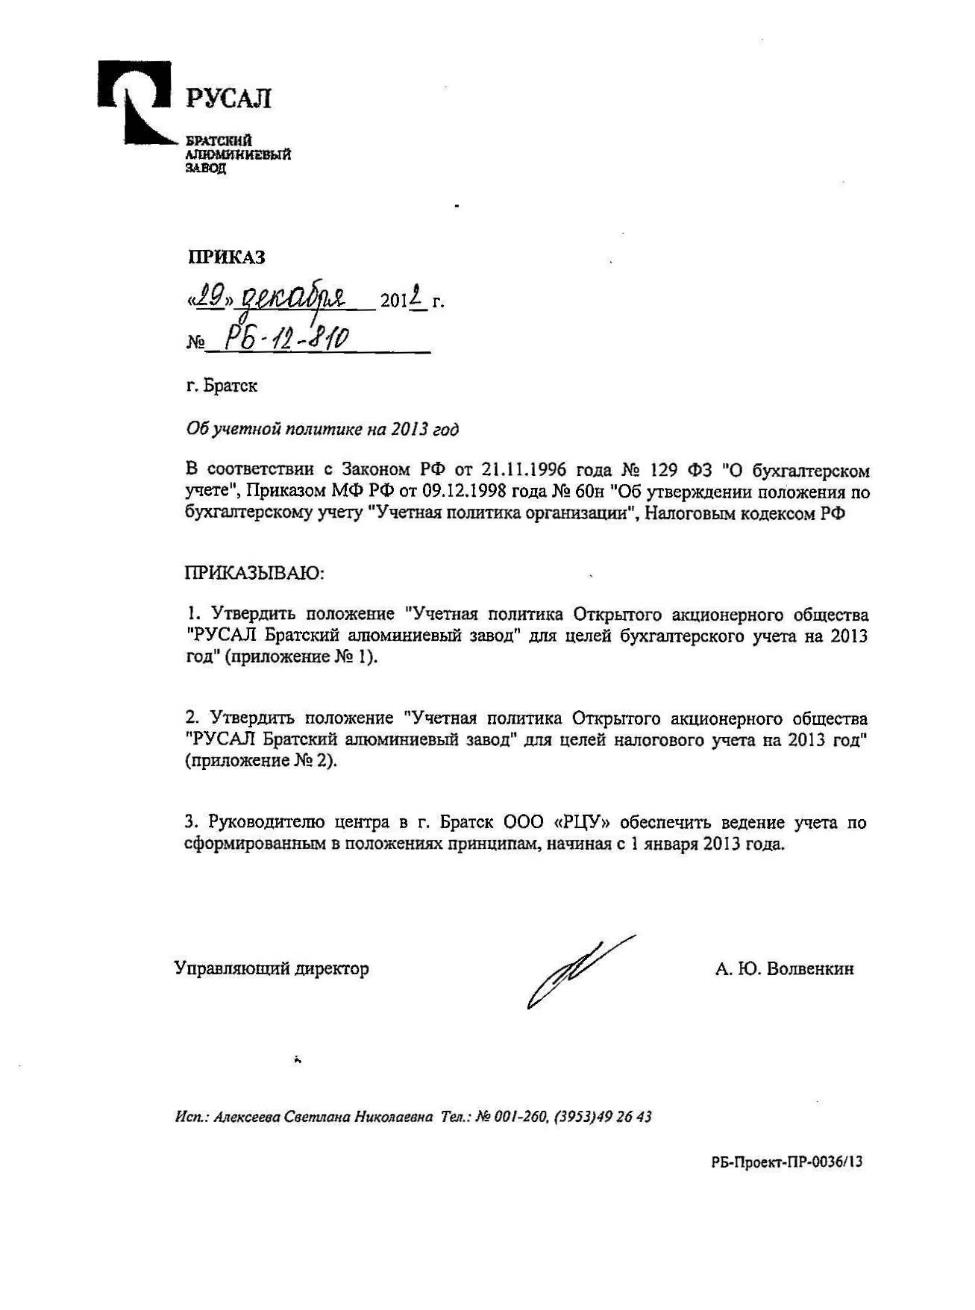 РУСАЛ
БРАТСКИЙ
АЛЮМИНИЕВЫЙ
ЗАВОД
ПРИКАЗ
«29» декабря 2012 г.
№ РБ-12-810
г. Братск
Об учетной политике на 2013 год
В соответствии с Законом РФ от 21.11.1996 года № 129 ФЗ "О бухгалтерском
учете", Приказом МФ РФ от 09.12.1998 года № 60н "Об утверждении положения по
бухгалтерскому учету "Учетная политика организации", Налоговым кодексом РФ
ПРИКАЗЫВАЮ:
1. Утвердить положение "Учетная политика Открытого акционерного общества
"РУСАЛ Братский алюминиевый завод" для целей бухгалтерского учета на 2013
год" (приложение № 1).
2. Утвердить положение "Учетная политика Открытого акционерного общества
"РУСАЛ Братский алюминиевый завод" для целей налогового учета на 2013 год"
(приложение № 2).
3. Руководителю центра в г. Братск ООО «РЦУ» обеспечить ведение учета по
сформированным в положениях принципам, начиная с 1 января 2013 года.
Управляющий директор А. Ю. Волвенкин
Исп.: Алексеева Светлана Николаевна Тел.: № 001-260, (3953)49 26 43
РБ-Проект-ПР-0036/13